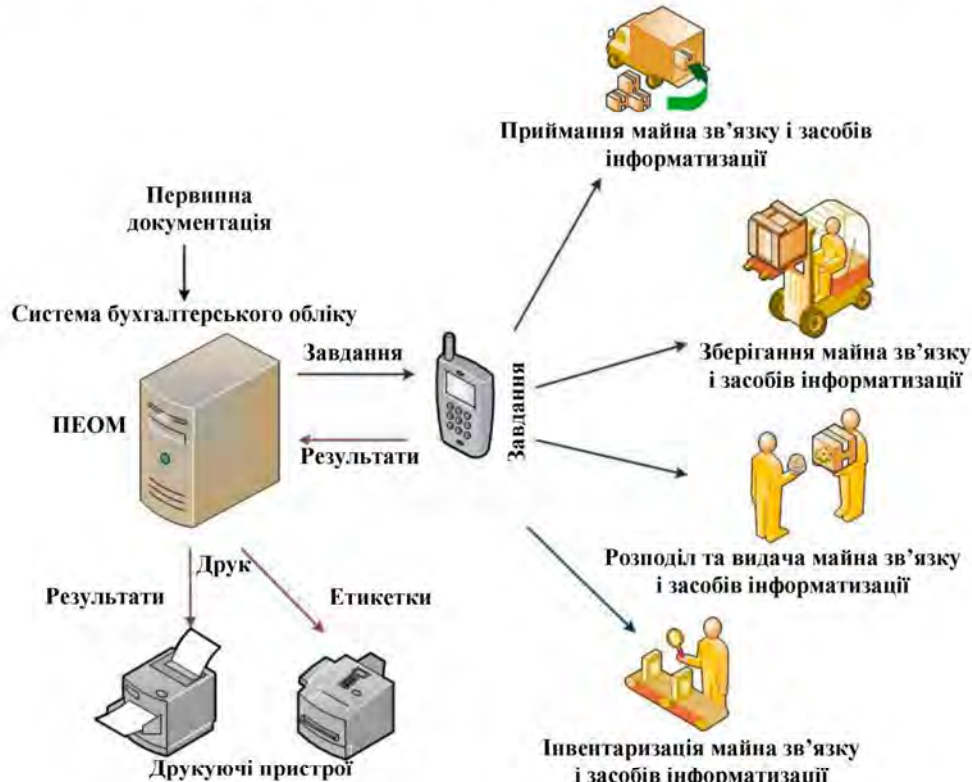 Приймання майна зв’язку і засобів
інформатизації
Первинна
документація
Система бухгалтерського обліку
Завдання
ПЕОМ
Результати
Завдання
Зберігання майна зв’язку
і засобів інформатизації
Розподіл та видача майна зв’язку
і засобів інформатизації
Друк
Результати
Етикетки
Друкуючі пристрої
Інвентаризація майна зв’язку
і засобів інформатизації